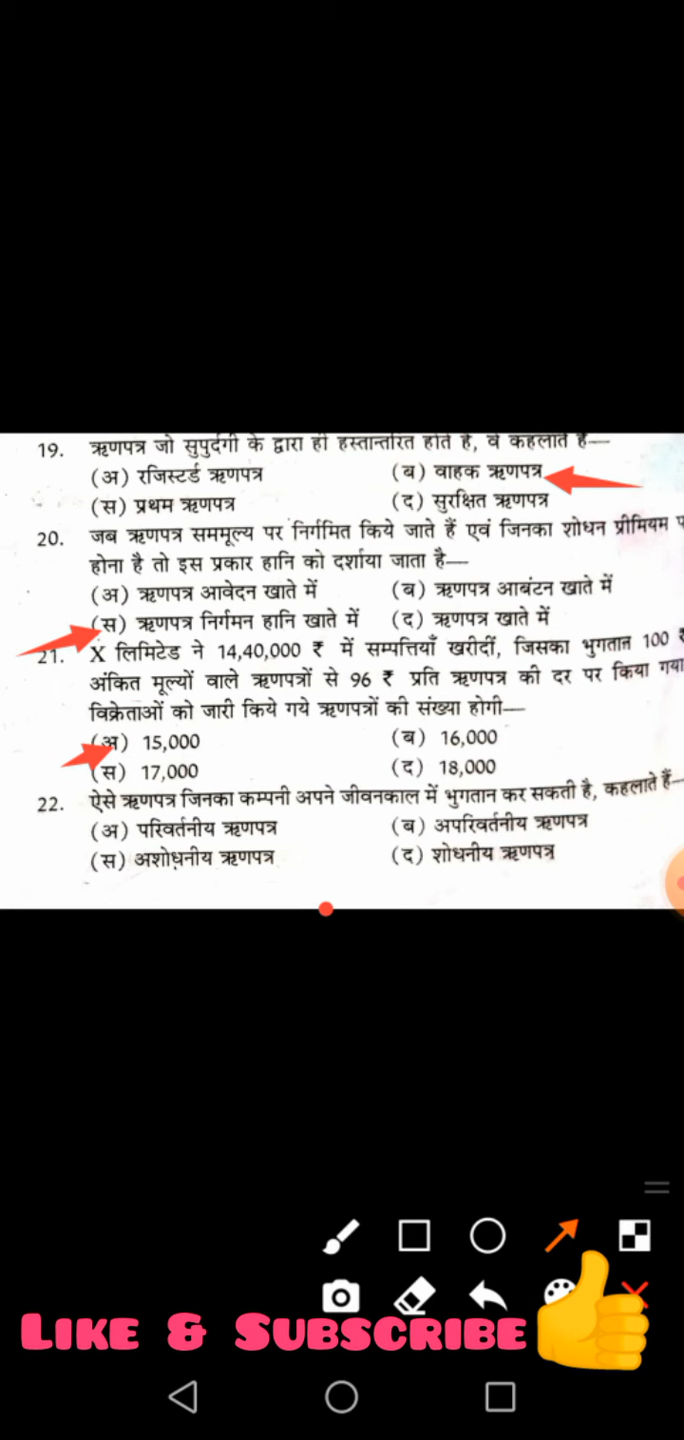 19. ऋणपत्र जो सुपुर्दगी के द्वारा ही हस्तान्तरित होते हैं, वे कहलाते हैं—
(अ) रजिस्टर्ड ऋणपत्र (ब) वाहक ऋणपत्र
(स) प्रथम ऋणपत्र (द) सुरक्षित ऋणपत्र
20. जब ऋणपत्र सममूल्य पर निर्गमित किये जाते हैं एवं जिनका शोधन प्रीमियम प
होना है तो इस प्रकार हानि को दर्शाया जाता है—
(अ) ऋणपत्र आवेदन खाते में (ब) ऋणपत्र आबंटन खाते में
(स) ऋणपत्र निर्गमन हानि खाते में (द) ऋणपत्र खाते में
21. X लिमिटेड ने 14,40,000 ₹ में सम्पत्तियाँ खरीदीं, जिसका भुगतान 100 ₹
अंकित मूल्यों वाले ऋणपत्रों से 96 ₹ प्रति ऋणपत्र की दर पर किया गया
विक्रेताओं को जारी किये गये ऋणपत्रों की संख्या होगी—
(अ) 15,000 (ब) 16,000
(स) 17,000 (द) 18,000
22. ऐसे ऋणपत्र जिनका कम्पनी अपने जीवनकाल में भुगतान कर सकती है, कहलाते हैं—
(अ) परिवर्तनीय ऋणपत्र (ब) अपरिवर्तनीय ऋणपत्र
(स) अशोधनीय ऋणपत्र (द) शोधनीय ऋणपत्र
LIKE & SUBSCRIBE